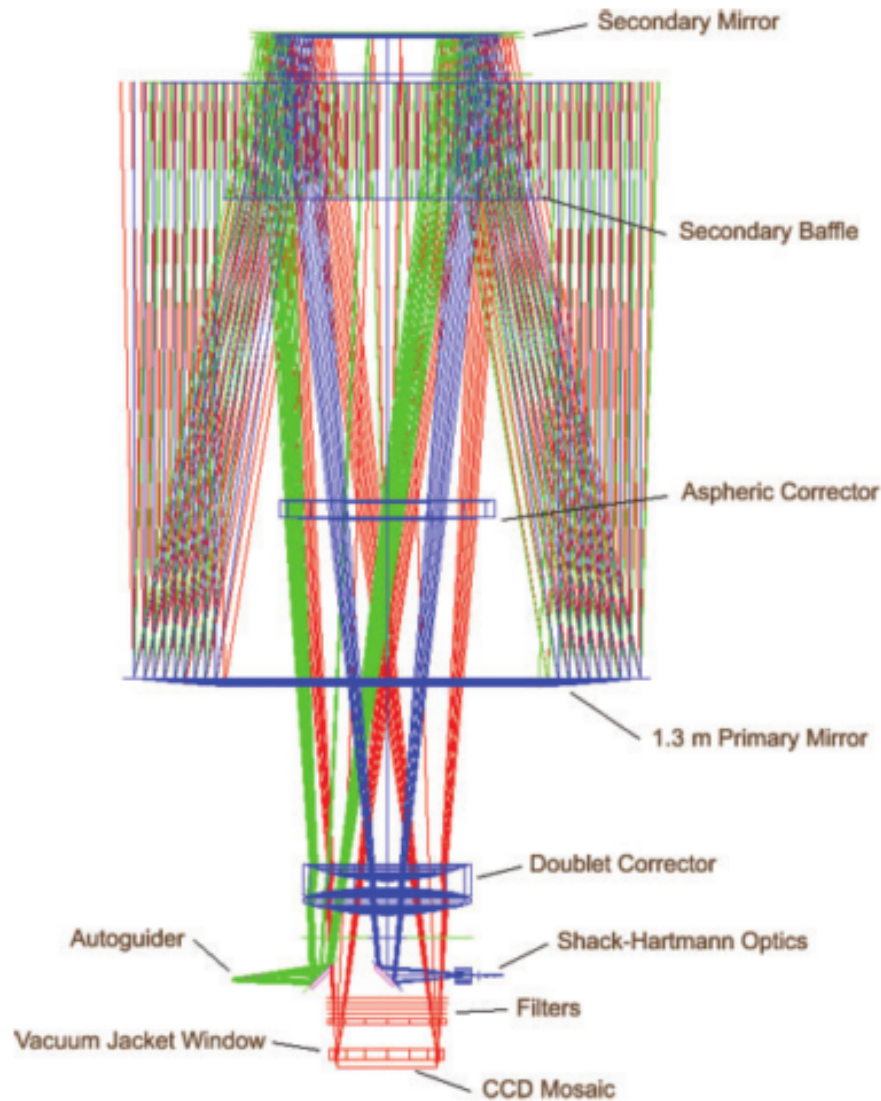 Secondary Mirror
Secondary Baffle
Aspheric Corrector
1.3 m Primary Mirror
Doublet Corrector
Autoguider
Shack-Hartmann Optics
Filters
Vacuum Jacket Window
CCD Mosaic